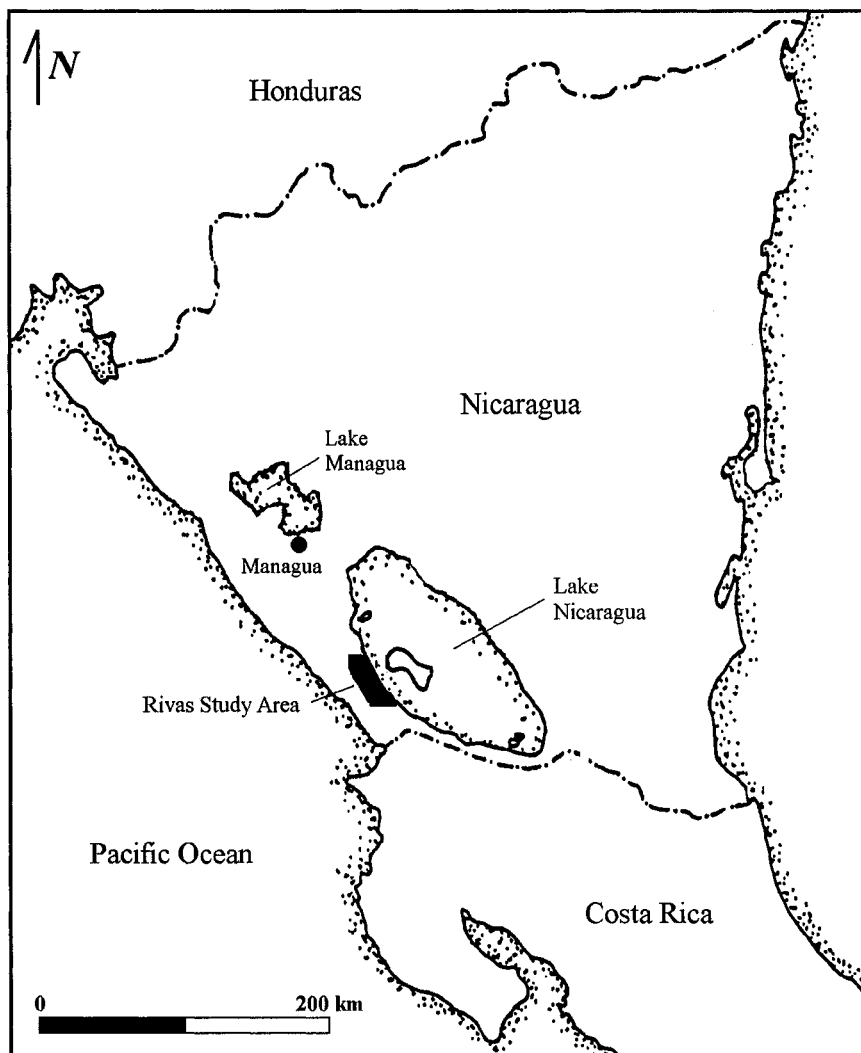 N
Honduras
Nicaragua
Lake
Managua
Managua
Lake
Nicaragua
Rivas Study Area
Pacific Ocean
Costa Rica
0 200 km